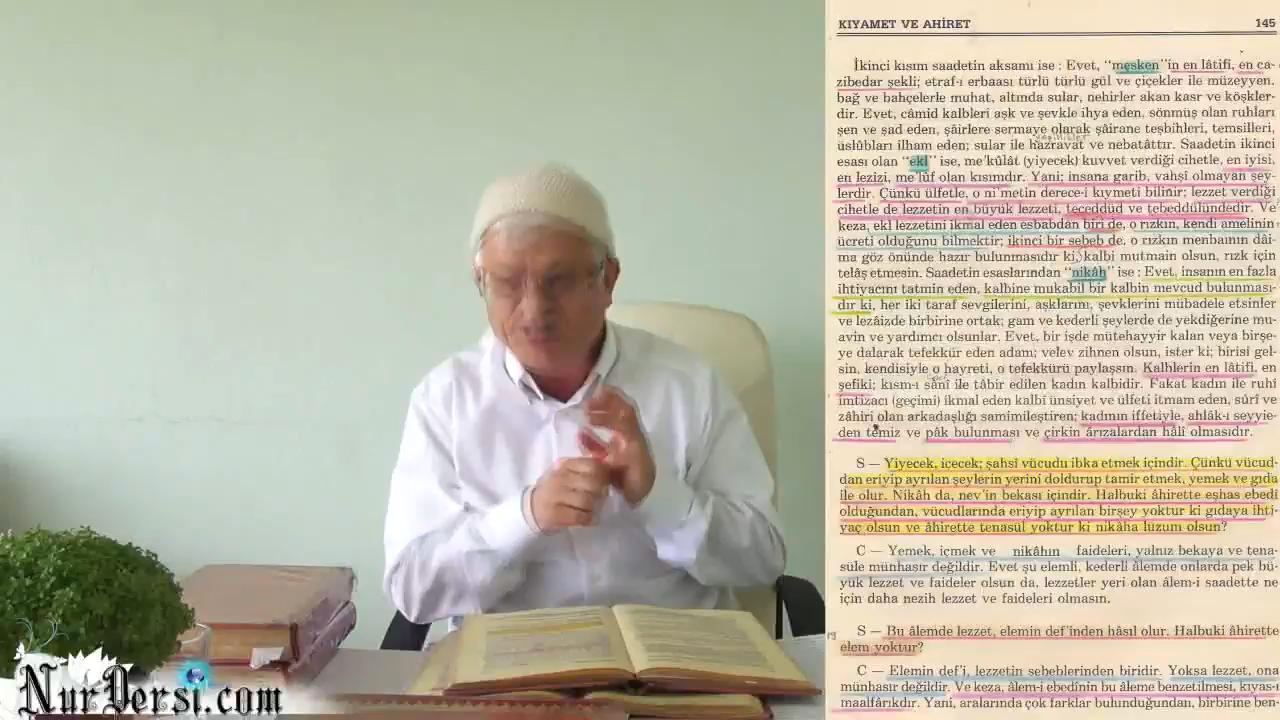 KIYAMET VE AHİRET 145
İkinci kısım saadetin aksamı ise : Evet, "mesken"in en lâtifi, en ca-
zibedar şekli; etraf-ı erbaası türlü türlü gül ve çiçekler ile müzeyyen,
bağ ve bahçelerle muhat, altında sular, nehirler akan kasr ve köşkler-
dir. Evet, câmid kalbleri aşk ve şevkle ihya eden, sönmüş olan ruhları
şen ve şad eden, şâirlere sermaye olarak şâirane teşbihleri, temsilleri,
üslûbları ilham eden; sular ile hazravat ve nebatâttır. Saadetin ikinci
esası olan "ekl" ise, me'kûlât (yiyecek) kuvvet verdiği cihetle, en iyisi,
en lezizi, me'lûf olan kısımdır. Yani; insana garib, vahşi olmayan şey-
lerdir. Çünkü ülfetle, o ni'metin derece-i kıymeti bilinir; lezzet verdiği
cihetle de lezzetin en büyük lezzeti, teceddüd ve tebeddülündedir. Ve
keza, ekl lezzetini ikmal eden esbabdan biri de, o rızkın, kendi amelinin
ücreti olduğunu bilmektir; ikinci bir sebeb de, o rızkın menbaının dâi-
ma göz önünde hazır bulunmasıdır ki, kalbi mutmain olsun, rızk için
telâş etmesin. Saadetin esaslarından "nikâh" ise : Evet, insanın en fazla
ihtiyacını tatmin eden, kalbine mukabil bir kalbin mevcud bulunması-
dır ki, her iki taraf sevgilerini, aşklarını, şevklerini mübadele etsinler
ve lezâizde birbirine ortak; gam ve kederli şeylerde de yekdiğerine mu-
avin ve yardımcı olsunlar. Evet, bir işde mütehayyir kalan veya birşe-
ye dalarak tefekkür eden adam; velev zihnen olsun, ister ki; birisi gel-
sin, kendisiyle o hayreti, o tefekkürü paylaşsın. Kalblerin en lâtifi, en
şefiki; kısm-ı sâni ile tâbir edilen kadın kalbidir. Fakat kadın ile ruhî
imtizacı (geçimi) ikmal eden kalbî ünsiyet ve ülfeti itmam eden, sûrî ve
zâhiri olan arkadaşlığı samimileştiren; kadının iffetiyle, ahlâk-ı seyyie-
den temiz ve pâk bulunması ve çirkin ârızalardan hâlî olmasıdır.
S — Yiyecek, içecek; şahsî vücudu ibka etmek içindir. Çünkü vücud-
dan eriyip ayrılan şeylerin yerini doldurup tamir etmek, yemek ve gıda
ile olur. Nikâh da, nev'in bekası içindir. Halbuki âhirette eşhas ebedî
olduğundan, vücudlarında eriyip ayrılan birşey yoktur ki gıdaya ihti-
yaç olsun ve âhirette tenasül yoktur ki nikâha lüzum olsun?
C — Yemek, içmek ve nikâhın faideleri, yalnız bekaya ve tena-
süle münhasır değildir. Evet şu elemli, kederli âlemde onlarda pek bü-
yük lezzet ve faideler olsun da, lezzetler yeri olan âlem-i saadette ne
için daha nezih lezzet ve faideleri olmasın.
S — Bu âlemde lezzet, elemin def'inden hâsıl olur. Halbuki âhirette
elem yoktur?
C — Elemin def'i, lezzetin sebeblerinden biridir. Yoksa lezzet, ona
münhasır değildir. Ve keza, âlem-i ebedînin bu âleme benzetilmesi, kıyas-ı
maalfârıkdır. Yani, aralarında çok farklar bulunduğundan, birbirine ben-
NurDersi.com